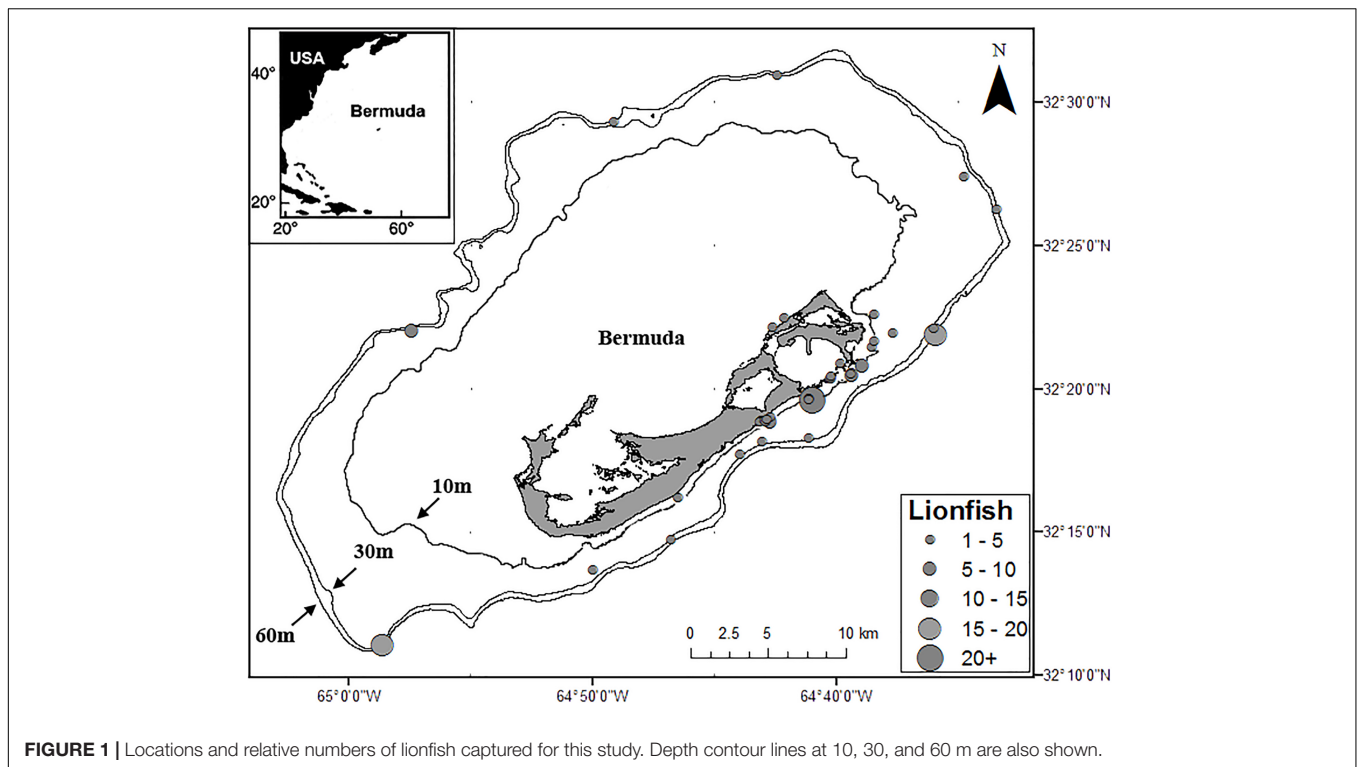 USA
40°
Bermuda
20°
20°
60°
N
32°30'0"N
32°25'0"N
32°20'0"N
32°15'0"N
32°10'0"N
Bermuda
10m
30m
60m
0 2.5 5 10 km
Lionfish
1 - 5
5 - 10
10 - 15
15 - 20
20+
65°0'0"W 64°50'0"W 64°40'0"W
FIGURE 1 | Locations and relative numbers of lionfish captured for this study. Depth contour lines at 10, 30, and 60 m are also shown.